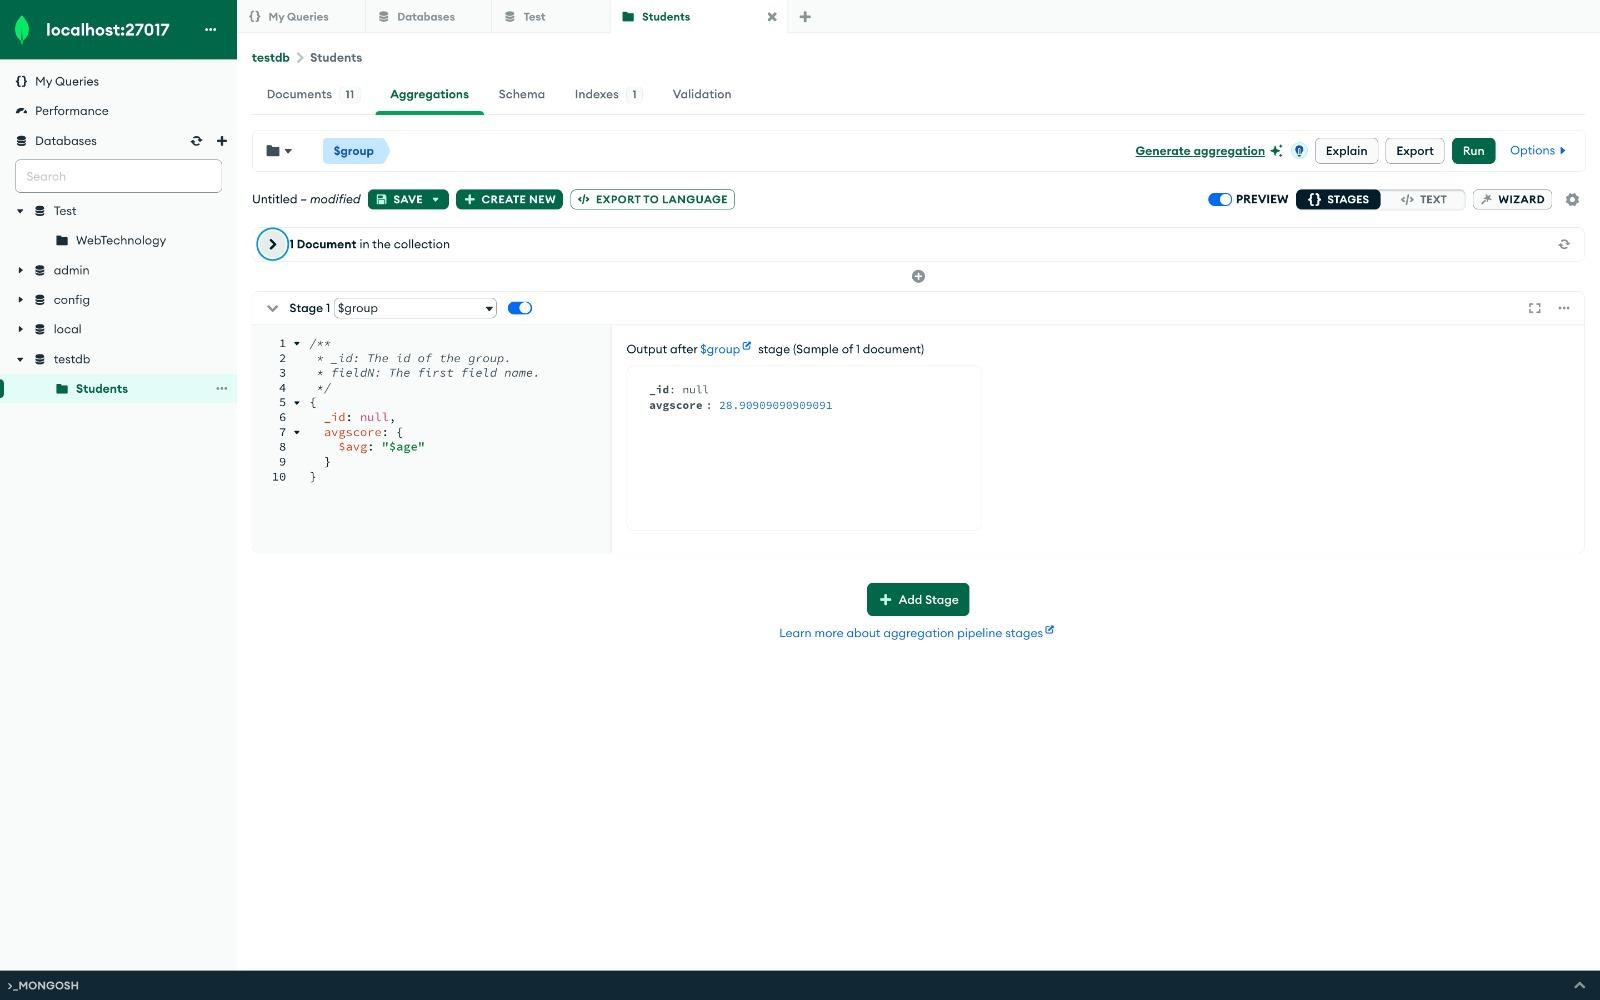 localhost:27017
My Queries
Databases
Test
Students
My Queries
Performance
Databases
Search
Test
WebTechnology
admin
config
local
testdb
Students
testdb > Students
Documents 11
Aggregations
Schema
Indexes 1
Validation
$group
Generate aggregation
Explain
Export
Run
Options
Untitled – modified
SAVE
CREATE NEW
</> EXPORT TO LANGUAGE
PREVIEW
{} STAGES
</> TEXT
WIZARD
1 Document in the collection
Stage 1 $group
1 /**
2 * _id: The id of the group.
3 * fieldN: The first field name.
4 */
5 {
6 _id: null,
7 avgscore: {
8 $avg: "$age"
9 }
10 }
Output after $group stage (Sample of 1 document)
_id: null
avgscore : 28.90909090909091
Add Stage
Learn more about aggregation pipeline stages
>_MONGOSH